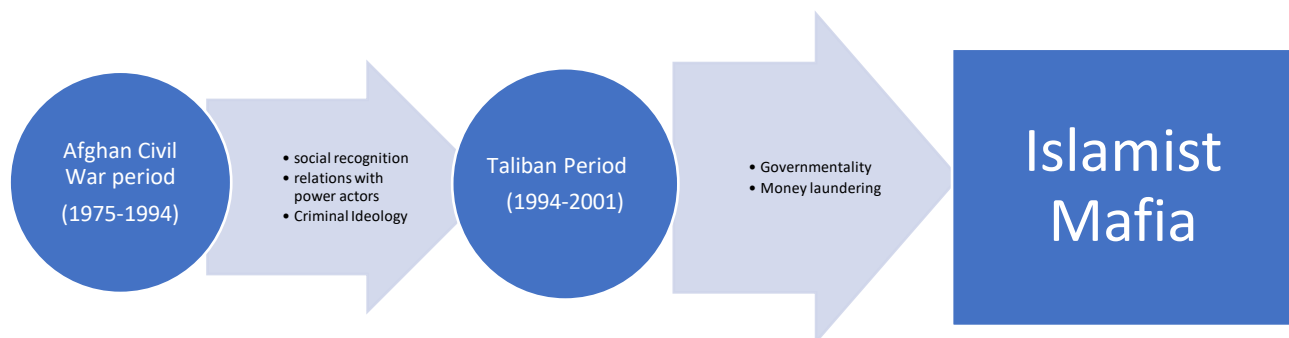 Afghan Civil
War period
(1975-1994)
• social recognition
• relations with
power actors
• Criminal Ideology
Taliban Period
(1994-2001)
• Governmentality
• Money laundering
Islamist
Mafia